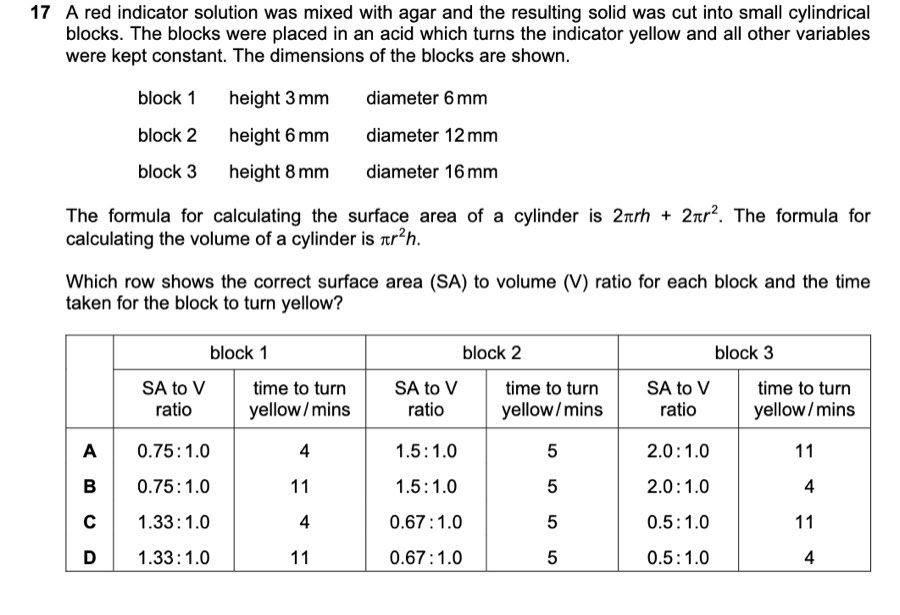 17 A red indicator solution was mixed with agar and the resulting solid was cut into small cylindrical
blocks. The blocks were placed in an acid which turns the indicator yellow and all other variables
were kept constant. The dimensions of the blocks are shown.
block 1 height 3 mm diameter 6 mm
block 2 height 6 mm diameter 12 mm
block 3 height 8 mm diameter 16 mm
The formula for calculating the surface area of a cylinder is 2πrh + 2πr². The formula for
calculating the volume of a cylinder is πr²h.
Which row shows the correct surface area (SA) to volume (V) ratio for each block and the time
taken for the block to turn yellow?
block 1 block 2 block 3
SA to V time to turn SA to V time to turn SA to V time to turn
ratio yellow / mins ratio yellow / mins ratio yellow / mins
A 0.75 : 1.0 4 1.5 : 1.0 5 2.0 : 1.0 11
B 0.75 : 1.0 11 1.5 : 1.0 5 2.0 : 1.0 4
C 1.33 : 1.0 4 0.67 : 1.0 5 0.5 : 1.0 11
D 1.33 : 1.0 11 0.67 : 1.0 5 0.5 : 1.0 4